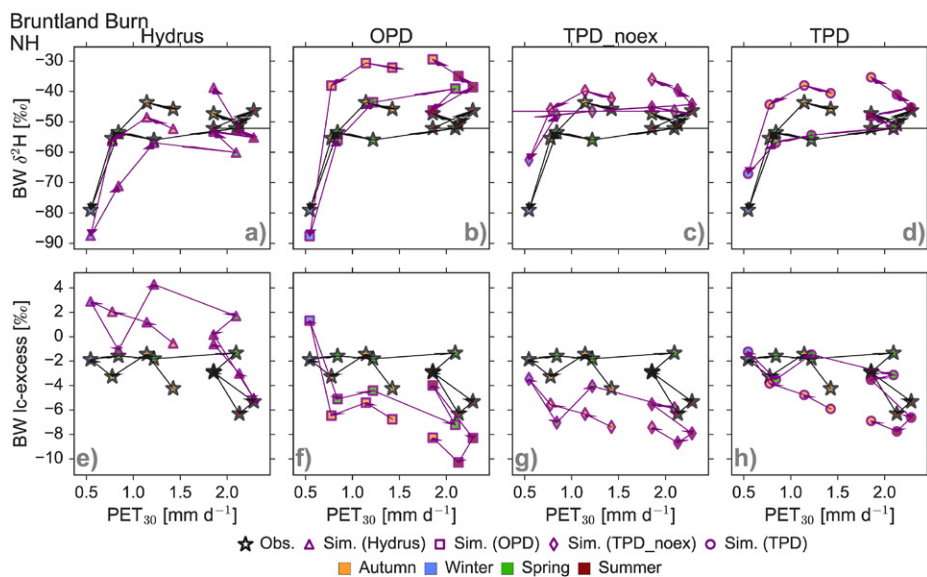 Bruntland Burn
NH
Hydrus OPD TPD_noex TPD
BW δ²H [‰]
−30
−40
−50
−60
−70
−80
−90
a) b) c) d)
BW lc-excess [‰]
4
2
0
−2
−4
−6
−8
−10
e) f) g) h)
0.5 1.0 1.5 2.0 0.5 1.0 1.5 2.0 0.5 1.0 1.5 2.0 0.5 1.0 1.5 2.0
PET₃₀ [mm d⁻¹] PET₃₀ [mm d⁻¹] PET₃₀ [mm d⁻¹] PET₃₀ [mm d⁻¹]
Obs. Sim. (Hydrus) Sim. (OPD) Sim. (TPD_noex) Sim. (TPD)
Autumn Winter Spring Summer